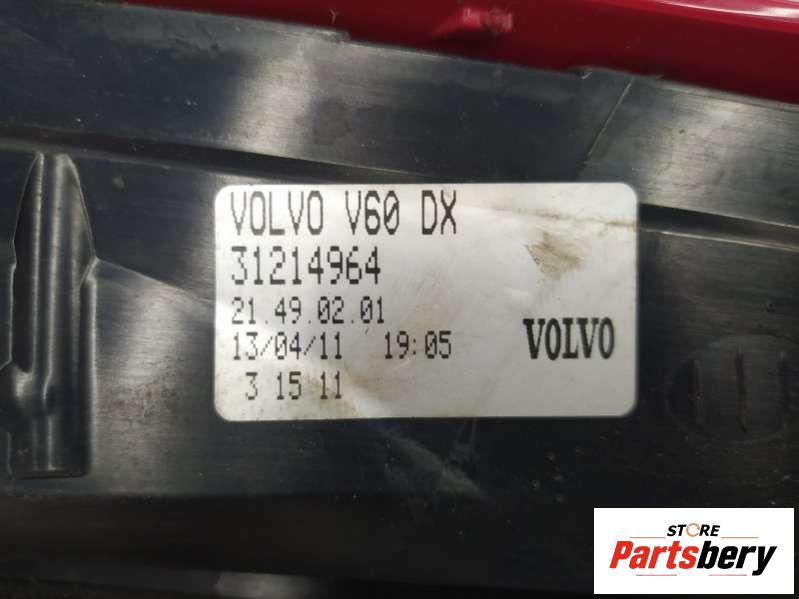 VOLVO V60 DX
31214964
21.49.02.01
13/04/11 19:05
VOLVO
3 15 11
STORE
Partsbery